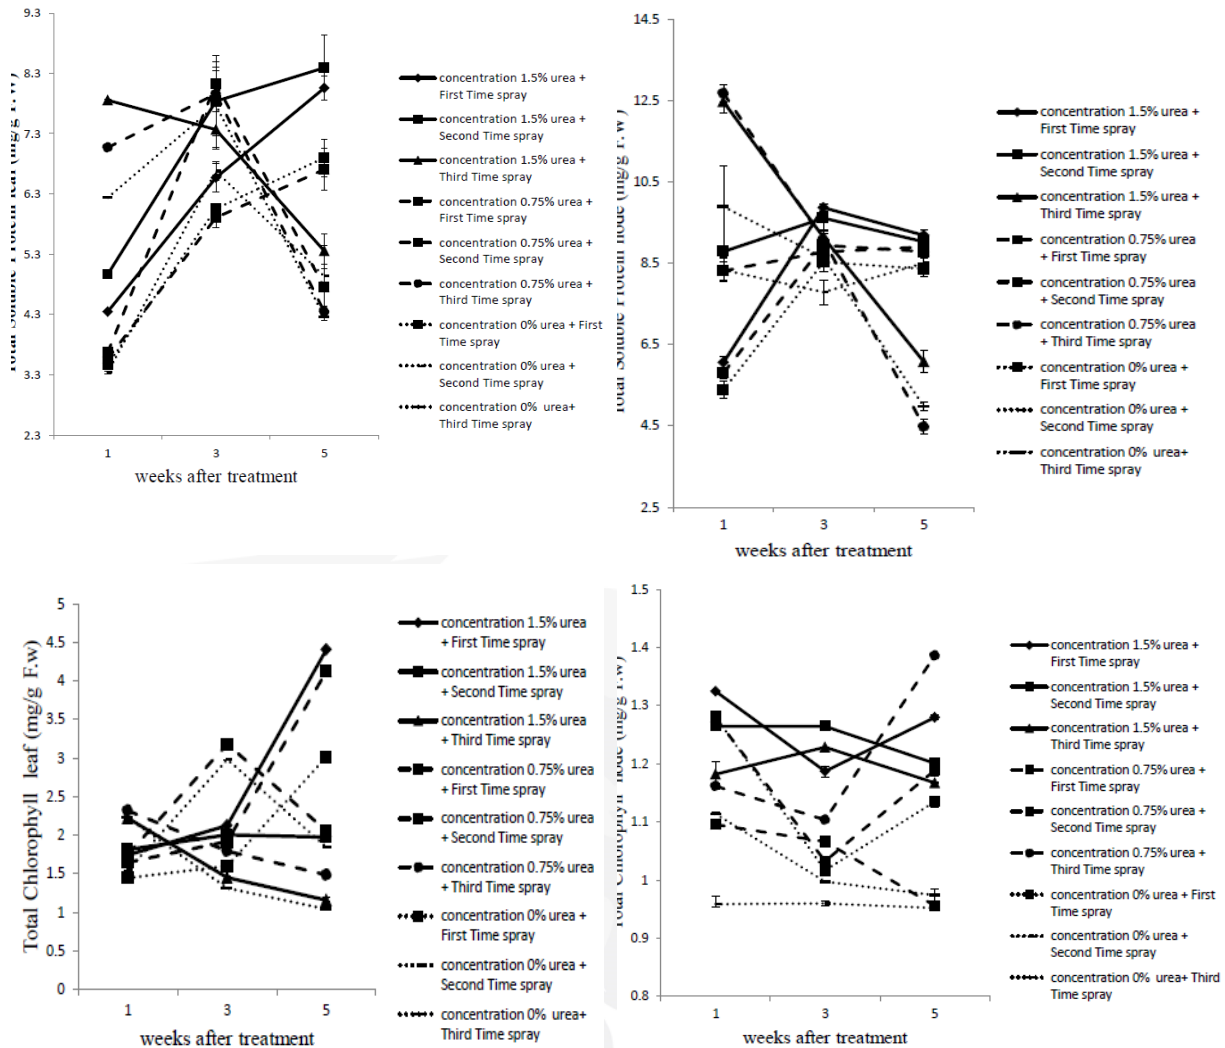 9.3
8.3
7.3
6.3
5.3
4.3
3.3
2.3
1 3 5
weeks after treatment
concentration 1.5% urea +
First Time spray
concentration 1.5% urea +
Second Time spray
concentration 1.5% urea +
Third Time spray
concentration 0.75% urea +
First Time spray
concentration 0.75% urea +
Second Time spray
concentration 0.75% urea +
Third Time spray
concentration 0% urea + First
Time spray
concentration 0% urea +
Second Time spray
concentration 0% urea+
Third Time spray
Total Soluble Protein node (mg/g F.W)
14.5
12.5
10.5
8.5
6.5
4.5
2.5
1 3 5
weeks after treatment
concentration 1.5% urea +
First Time spray
concentration 1.5% urea +
Second Time spray
concentration 1.5% urea +
Third Time spray
concentration 0.75% urea
+ First Time spray
concentration 0.75% urea
+ Second Time spray
concentration 0.75% urea
+ Third Time spray
concentration 0% urea +
First Time spray
concentration 0% urea +
Second Time spray
concentration 0% urea+
Third Time spray
Total Chlorophyll leaf (mg/g F.w)
5
4.5
4
3.5
3
2.5
2
1.5
1
0.5
0
1 3 5
weeks after treatment
concentration 1.5% urea
+ First Time spray
concentration 1.5% urea
+ Second Time spray
concentration 1.5% urea
+ Third Time spray
concentration 0.75% urea
+ First Time spray
concentration 0.75% urea
+ Second Time spray
concentration 0.75% urea
+ Third Time spray
concentration 0% urea +
First Time spray
concentration 0% urea +
Second Time spray
concentration 0% urea+
Third Time spray
Total Chlorophyll node (mg/g F.W)
1.5
1.4
1.3
1.2
1.1
1
0.9
0.8
1 3 5
weeks after treatment
concentration 1.5% urea +
First Time spray
concentration 1.5% urea +
Second Time spray
concentration 1.5% urea +
Third Time spray
concentration 0.75% urea +
First Time spray
concentration 0.75% urea +
Second Time spray
concentration 0.75% urea +
Third Time spray
concentration 0% urea + First
Time spray
concentration 0% urea +
Second Time spray
concentration 0% urea+ Third
Time spray